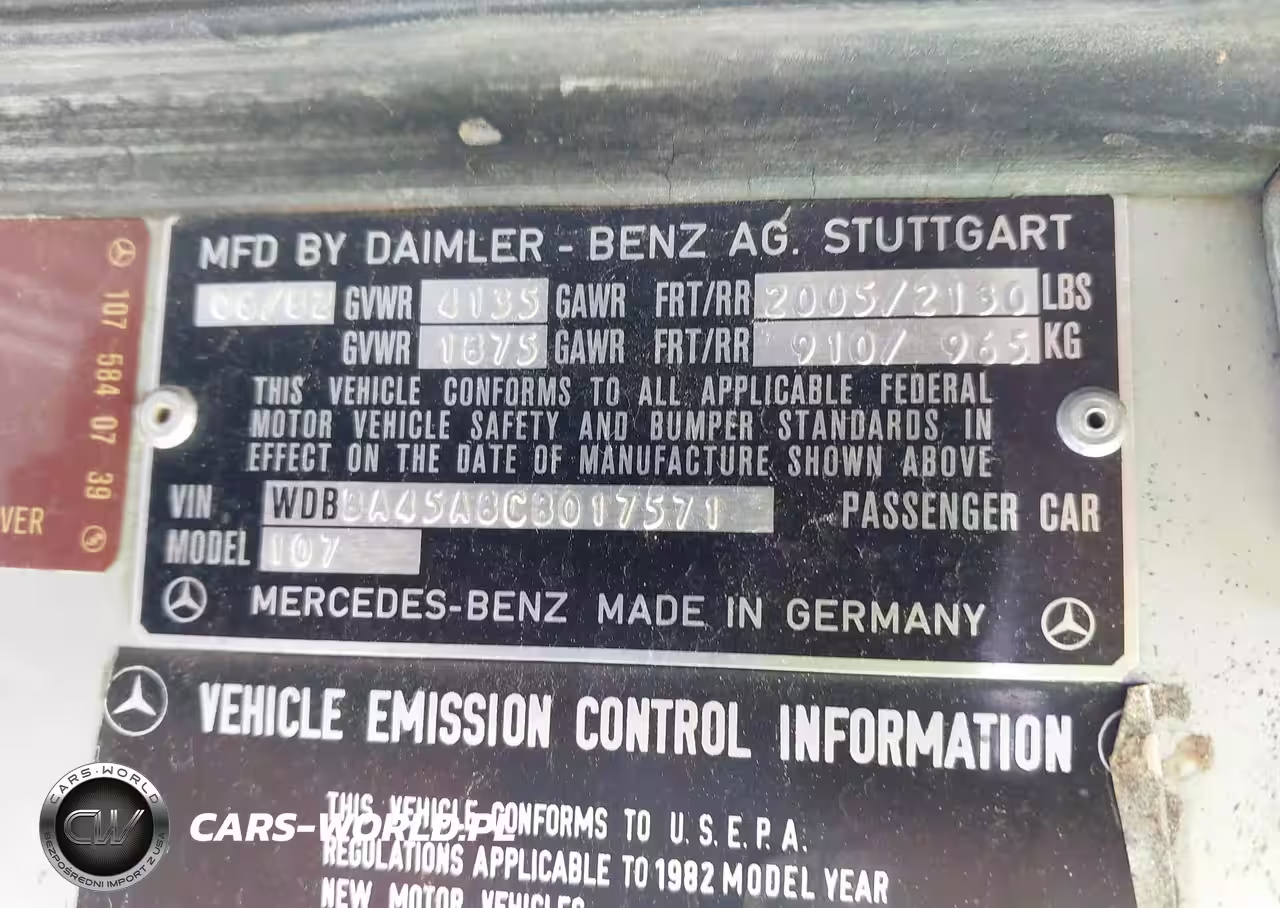 MFD BY DAIMLER - BENZ AG. STUTTGART
06/82 GVWR 4135 GAWR FRT/RR 2005/2130 LBS
GVWR 1875 GAWR FRT/RR 910/ 965 KG
THIS VEHICLE CONFORMS TO ALL APPLICABLE FEDERAL
MOTOR VEHICLE SAFETY AND BUMPER STANDARDS IN
EFFECT ON THE DATE OF MANUFACTURE SHOWN ABOVE
VIN WDBBA45A8CB017571 PASSENGER CAR
MODEL 107
MERCEDES-BENZ MADE IN GERMANY
107 584 07 39
VER
VEHICLE EMISSION CONTROL INFORMATION
THIS VEHICLE CONFORMS TO U.S.E.P.A.
REGULATIONS APPLICABLE TO 1982 MODEL YEAR
NEW MOTOR VEHICLES
CARS-WORLD
CW
BEZPOŚREDNI IMPORT Z USA
CARS-WORLD.PL